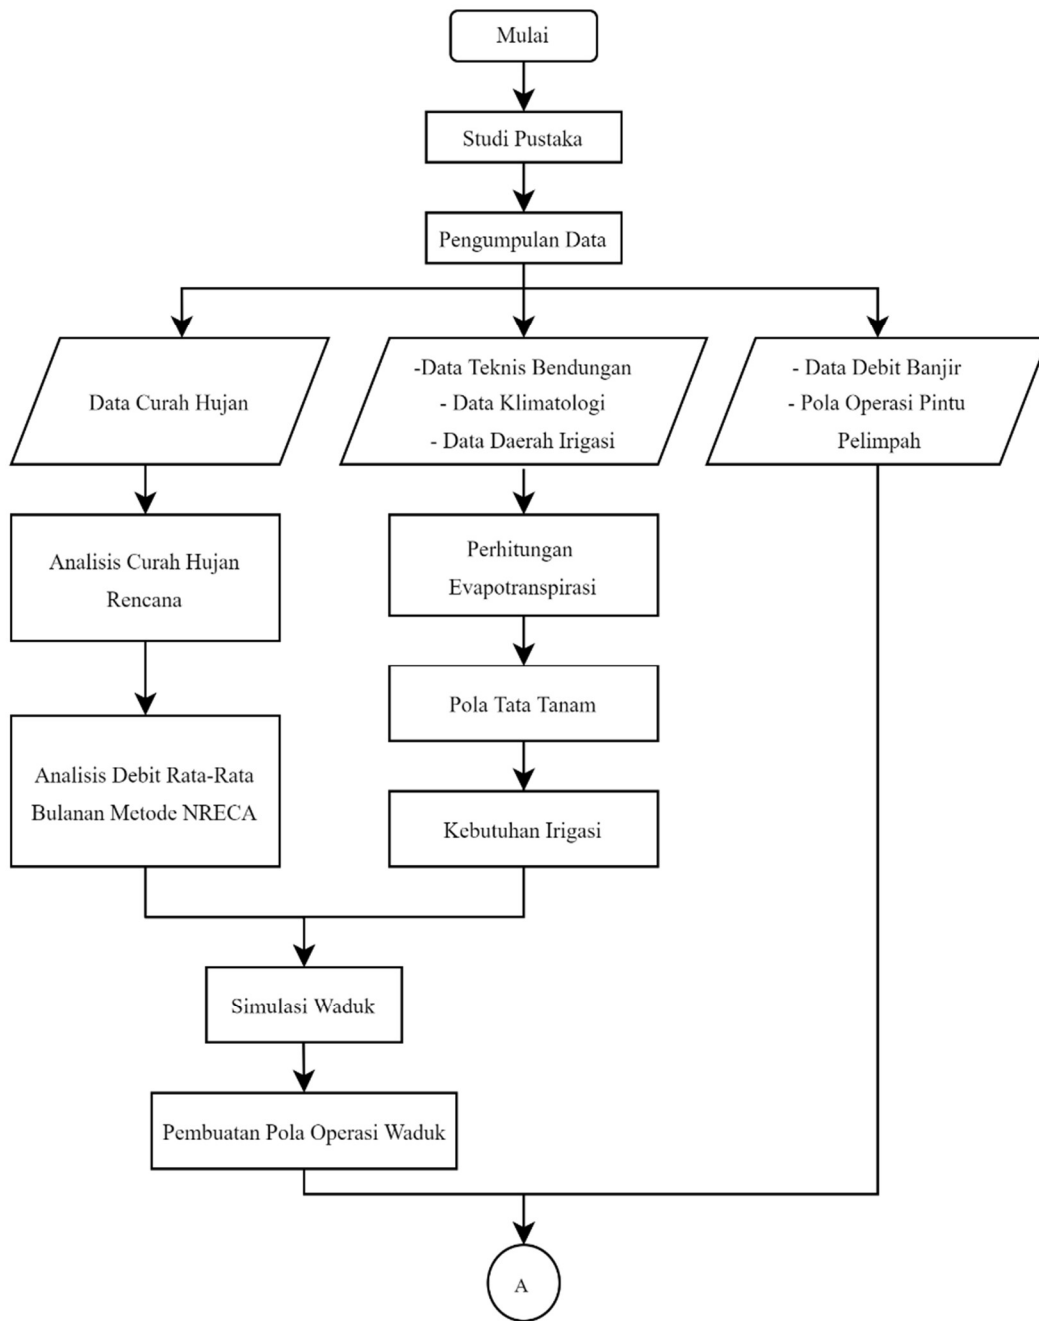 Mulai
Studi Pustaka
Pengumpulan Data
Data Curah Hujan
-Data Teknis Bendungan
- Data Klimatologi
- Data Daerah Irigasi
- Data Debit Banjir
- Pola Operasi Pintu
Pelimpah
Analisis Curah Hujan
Rencana
Perhitungan
Evapotranspirasi
Pola Tata Tanam
Analisis Debit Rata-Rata
Bulanan Metode NRECA
Kebutuhan Irigasi
Simulasi Waduk
Pembuatan Pola Operasi Waduk
A